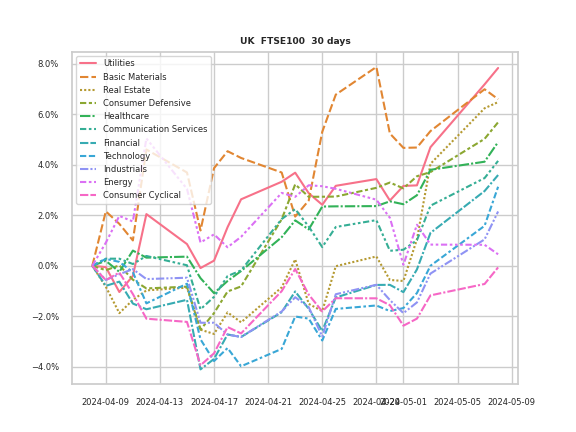 UK  FTSE100  30 days
8.0%
6.0%
4.0%
2.0%
0.0%
−2.0%
−4.0%
Utilities
Basic Materials
Real Estate
Consumer Defensive
Healthcare
Communication Services
Financial
Technology
Industrials
Energy
Consumer Cyclical
2024-04-09
2024-04-13
2024-04-17
2024-04-21
2024-04-25
2024-04-29
2024-05-01
2024-05-05
2024-05-09